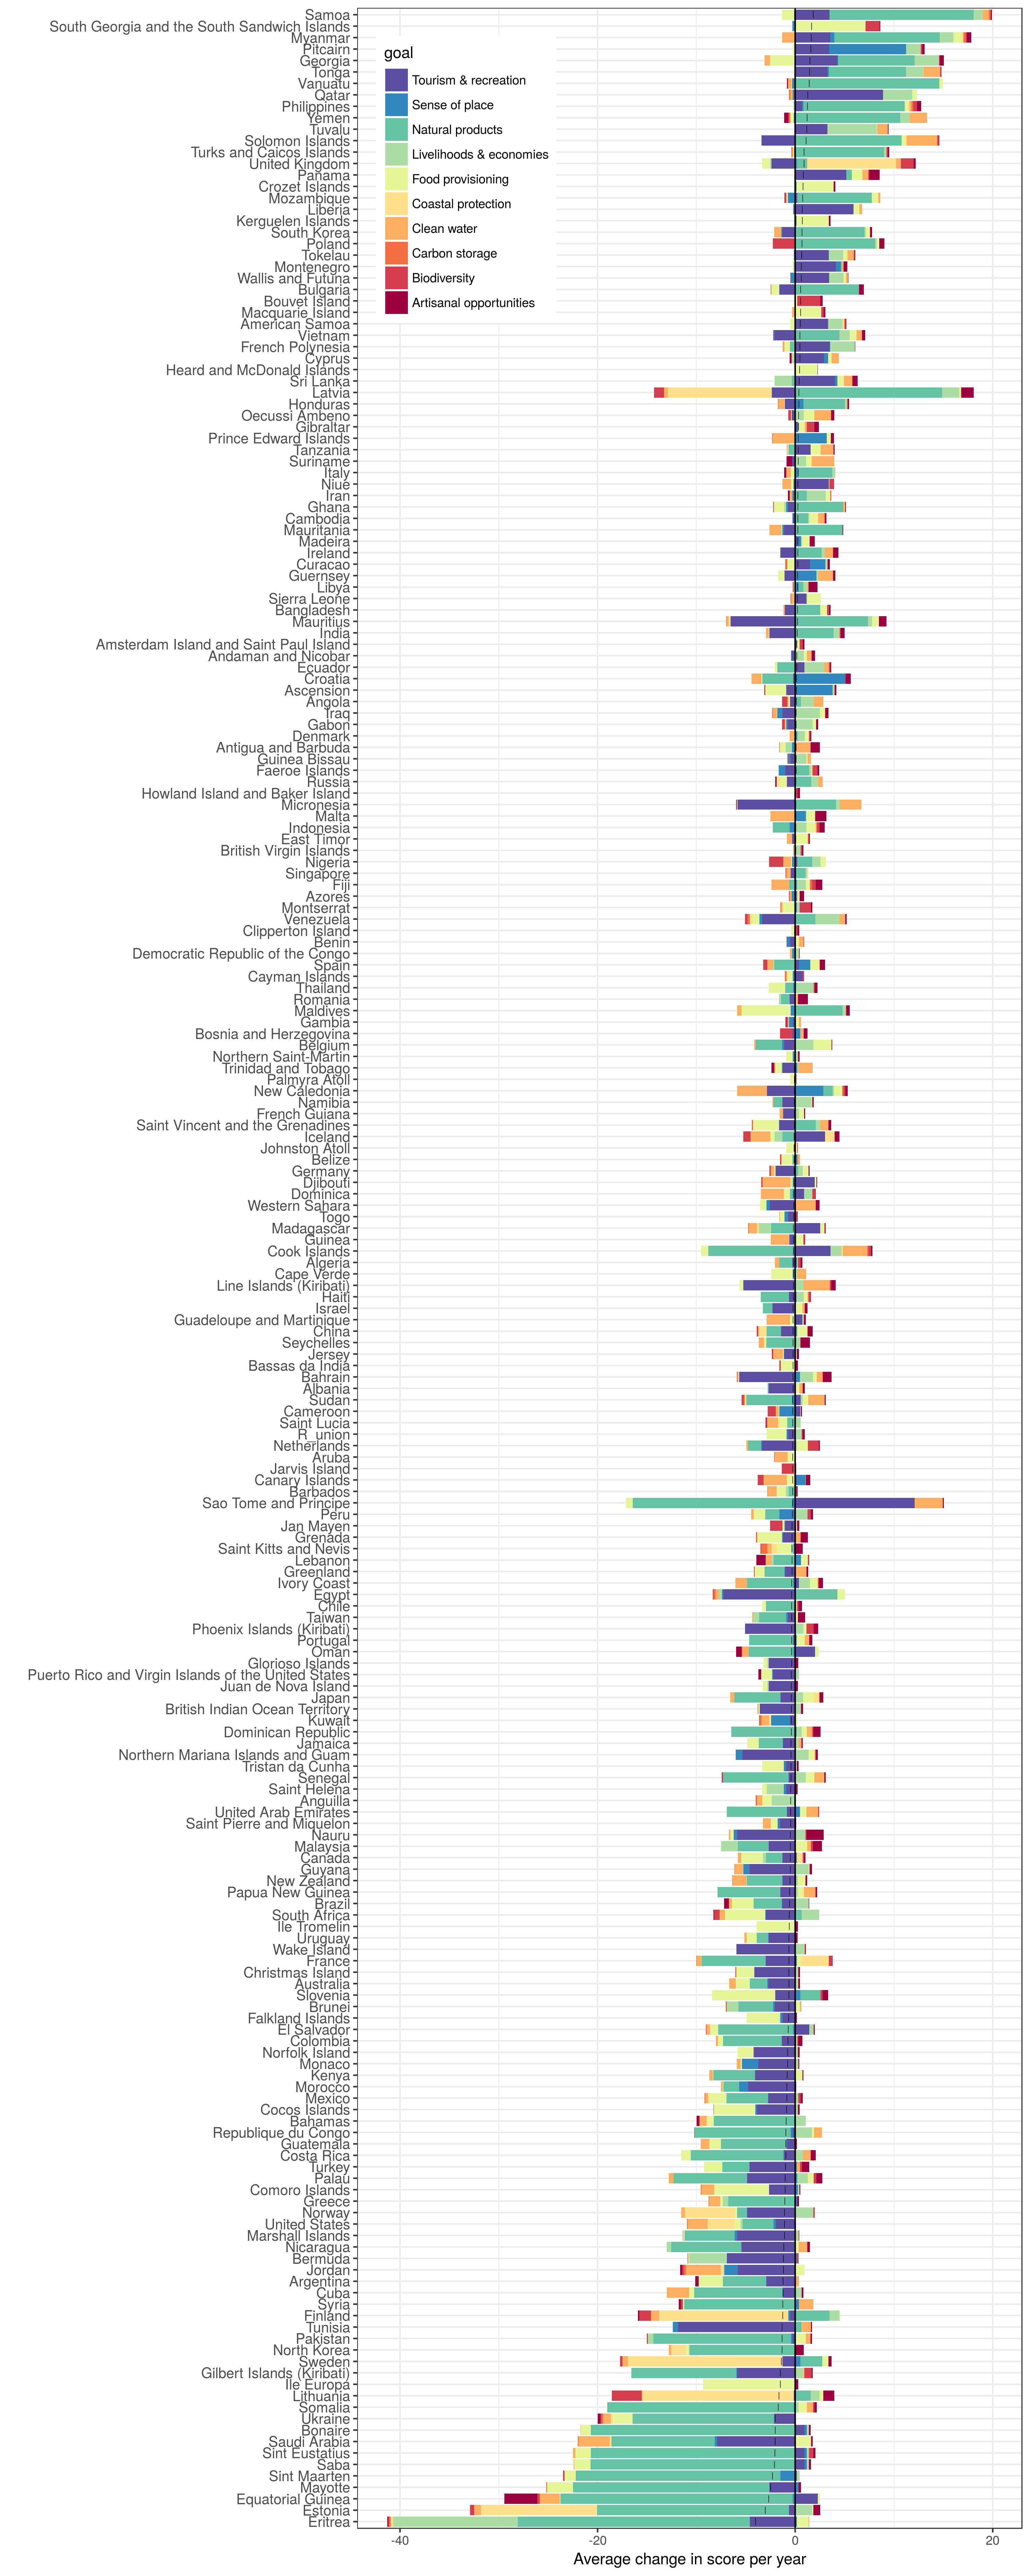 Samoa
South Georgia and the South Sandwich Islands
Myanmar
Pitcairn
Georgia
Tonga
Vanuatu
Qatar
Philippines
Yemen
Tuvalu
Solomon Islands
Turks and Caicos Islands
United Kingdom
Panama
Crozet Islands
Mozambique
Liberia
Kerguelen Islands
South Korea
Poland
Tokelau
Montenegro
Wallis and Futuna
Bulgaria
Bouvet Island
Macquarie Island
American Samoa
Vietnam
French Polynesia
Cyprus
Heard and McDonald Islands
Sri Lanka
Latvia
Honduras
Oecussi Ambeno
Gibraltar
Prince Edward Islands
Tanzania
Suriname
Italy
Niue
Iran
Ghana
Cambodia
Mauritania
Madeira
Ireland
Curacao
Guernsey
Libya
Sierra Leone
Bangladesh
Mauritius
India
Amsterdam Island and Saint Paul Island
Andaman and Nicobar
Ecuador
Croatia
Ascension
Angola
Iraq
Gabon
Denmark
Antigua and Barbuda
Guinea Bissau
Faeroe Islands
Russia
Howland Island and Baker Island
Micronesia
Malta
Indonesia
East Timor
British Virgin Islands
Nigeria
Singapore
Fiji
Azores
Montserrat
Venezuela
Clipperton Island
Benin
Democratic Republic of the Congo
Spain
Cayman Islands
Thailand
Romania
Maldives
Gambia
Bosnia and Herzegovina
Belgium
Northern Saint-Martin
Trinidad and Tobago
Palmyra Atoll
New Caledonia
Namibia
French Guiana
Saint Vincent and the Grenadines
Iceland
Johnston Atoll
Belize
Germany
Djibouti
Dominica
Western Sahara
Togo
Madagascar
Guinea
Cook Islands
Algeria
Cape Verde
Line Islands (Kiribati)
Haiti
Israel
Guadeloupe and Martinique
China
Seychelles
Jersey
Bassas da India
Bahrain
Albania
Sudan
Cameroon
Saint Lucia
R_union
Netherlands
Aruba
Jarvis Island
Canary Islands
Barbados
Sao Tome and Principe
Peru
Jan Mayen
Grenada
Saint Kitts and Nevis
Lebanon
Greenland
Ivory Coast
Egypt
Chile
Taiwan
Phoenix Islands (Kiribati)
Portugal
Oman
Glorioso Islands
Puerto Rico and Virgin Islands of the United States
Juan de Nova Island
Japan
British Indian Ocean Territory
Kuwait
Dominican Republic
Jamaica
Northern Mariana Islands and Guam
Tristan da Cunha
Senegal
Saint Helena
Anguilla
United Arab Emirates
Saint Pierre and Miquelon
Nauru
Malaysia
Canada
Guyana
New Zealand
Papua New Guinea
Brazil
South Africa
Ile Tromelin
Uruguay
Wake Island
France
Christmas Island
Australia
Slovenia
Brunei
Falkland Islands
El Salvador
Colombia
Norfolk Island
Monaco
Kenya
Morocco
Mexico
Cocos Islands
Bahamas
Republique du Congo
Guatemala
Costa Rica
Turkey
Palau
Comoro Islands
Greece
Norway
United States
Marshall Islands
Nicaragua
Bermuda
Jordan
Argentina
Cuba
Syria
Finland
Tunisia
Pakistan
North Korea
Sweden
Gilbert Islands (Kiribati)
Ile Europa
Lithuania
Somalia
Ukraine
Bonaire
Saudi Arabia
Sint Eustatius
Saba
Sint Maarten
Mayotte
Equatorial Guinea
Estonia
Eritrea
goal
Tourism & recreation
Sense of place
Natural products
Livelihoods & economies
Food provisioning
Coastal protection
Clean water
Carbon storage
Biodiversity
Artisanal opportunities
-40 -20 0 20
Average change in score per year